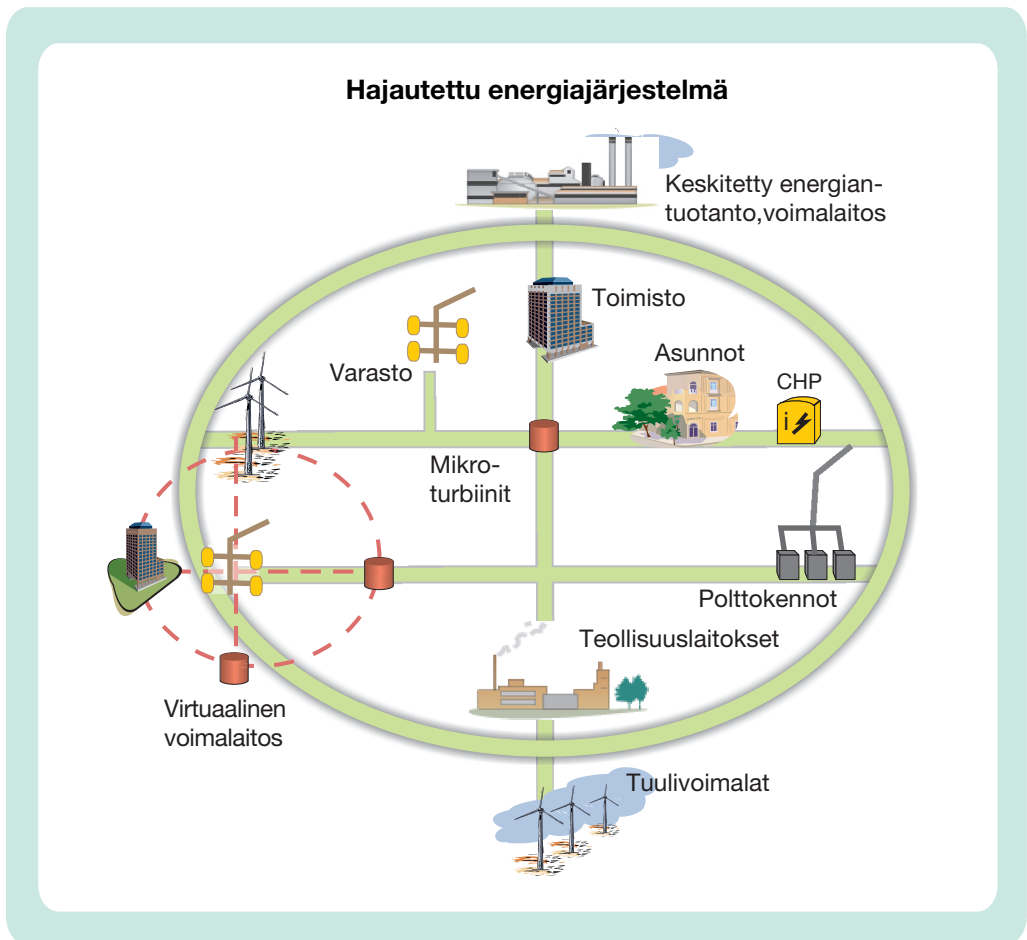 Hajautettu energiajärjestelmä
Keskitetty energian-
tuotanto,voimalaitos
Toimisto
Asunnot
Varasto
CHP
i
Mikro-
turbiinit
Polttokennot
Teollisuuslaitokset
Virtuaalinen
voimalaitos
Tuulivoimalat